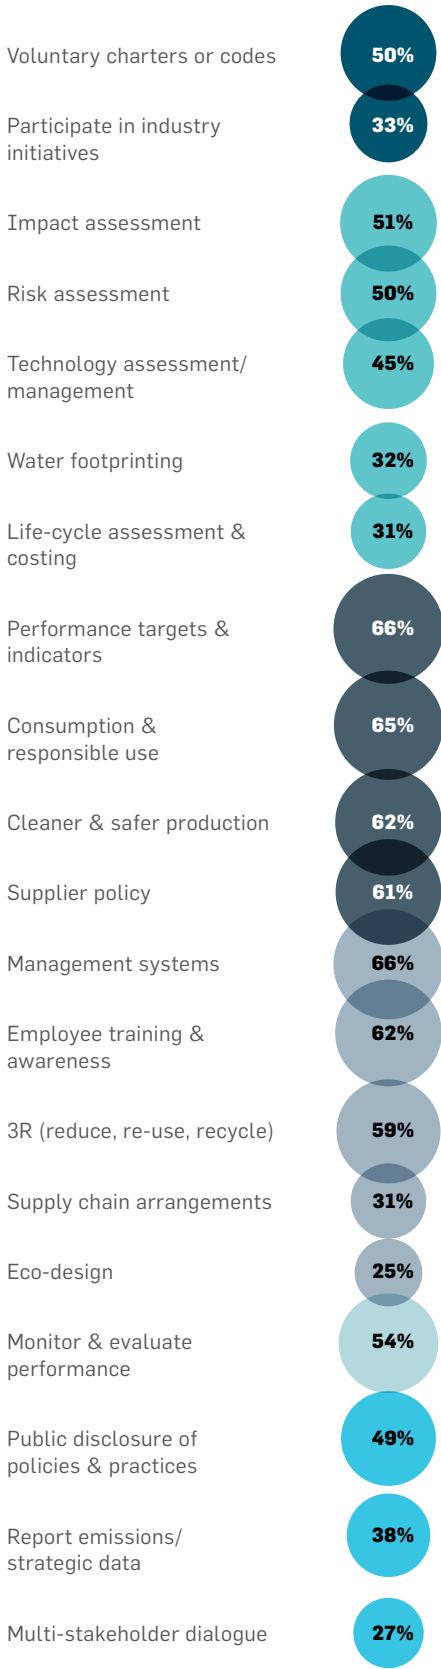 Voluntary charters or codes 50%
Participate in industry
initiatives 33%
Impact assessment 51%
Risk assessment 50%
Technology assessment/
management 45%
Water footprinting 32%
Life-cycle assessment &
costing 31%
Performance targets &
indicators 66%
Consumption &
responsible use 65%
Cleaner & safer production 62%
Supplier policy 61%
Management systems 66%
Employee training &
awareness 62%
3R (reduce, re-use, recycle) 59%
Supply chain arrangements 31%
Eco-design 25%
Monitor & evaluate
performance 54%
Public disclosure of
policies & practices 49%
Report emissions/
strategic data 38%
Multi-stakeholder dialogue 27%